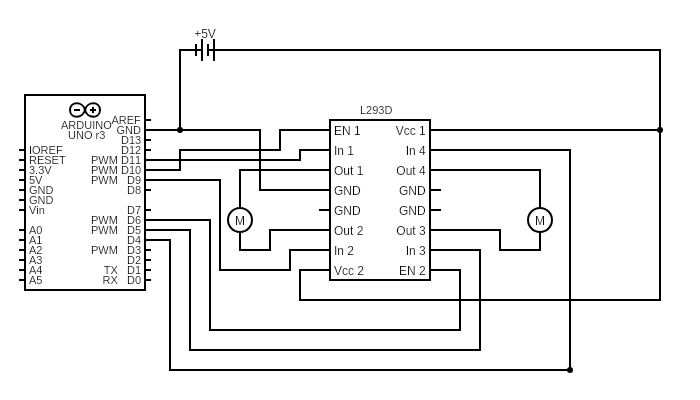 +5V
L293D
ARDUINO
UNO r3
AREF
GND
D13
IOREF D12
RESET PWM D11
3.3V PWM D10
5V PWM D9
GND D8
GND
Vin D7
PWM D6
A0 PWM D5
A1 D4
A2 PWM D3
A3 D2
A4 TX D1
A5 RX D0
EN 1 Vcc 1
In 1 In 4
Out 1 Out 4
GND GND
GND GND
Out 2 Out 3
In 2 In 3
Vcc 2 EN 2
M
M